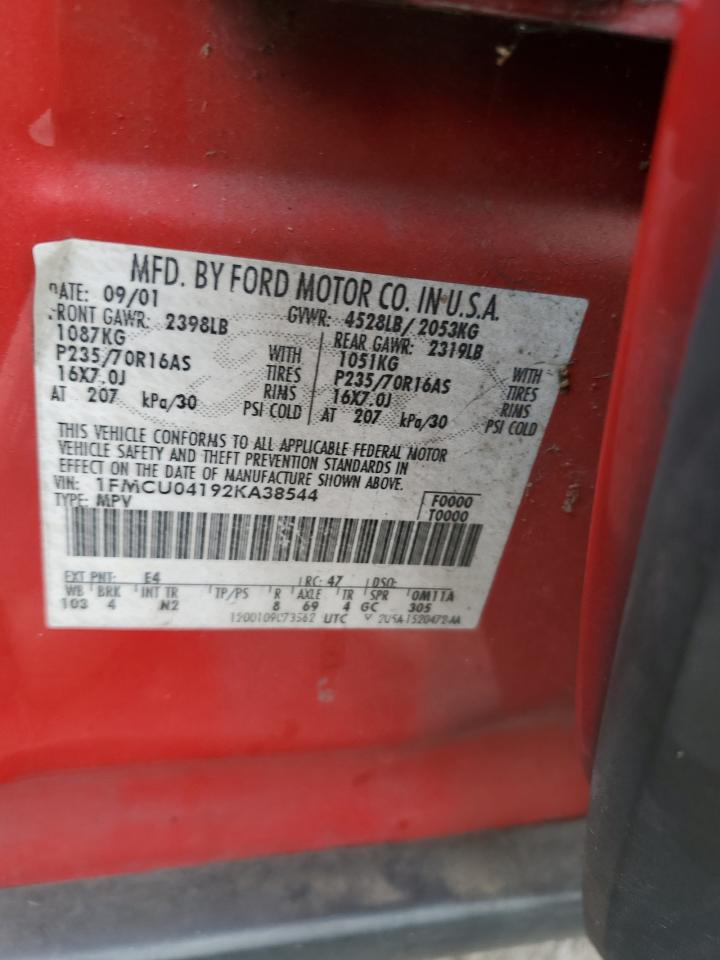 MFD. BY FORD MOTOR CO. IN U.S.A.
DATE: 09/01 GVWR: 4528LB/ 2053KG
FRONT GAWR: 2398LB REAR GAWR: 2319LB
1087KG WITH 1051KG WITH
P235/70R16AS TIRES P235/70R16AS TIRES
16X7.0J RIMS 16X7.0J RIMS
AT 207 kPa/30 PSI COLD AT 207 kPa/30 PSI COLD
THIS VEHICLE CONFORMS TO ALL APPLICABLE FEDERAL MOTOR
VEHICLE SAFETY AND THEFT PREVENTION STANDARDS IN
EFFECT ON THE DATE OF MANUFACTURE SHOWN ABOVE.
VIN: 1FMCU04192KA38544 F0000
TYPE: MPV T0000
EXT PNT: E4 RC: 47 DSO:
WB BRK INT TR TP/PS R AXLE TR SPR 0M11A
103 4 N2 8 69 4 GC 305
UTC